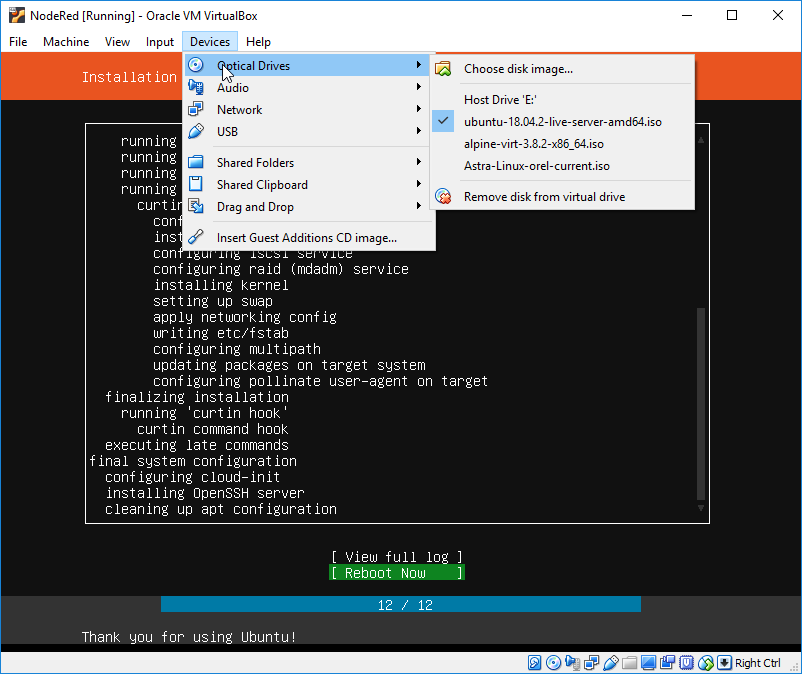 NodeRed [Running] - Oracle VM VirtualBox
File Machine View Input Devices Help
Installation
Optical Drives
Audio
Network
USB
Shared Folders
Shared Clipboard
Drag and Drop
Insert Guest Additions CD image...
Choose disk image...
Host Drive 'E:'
ubuntu-18.04.2-live-server-amd64.iso
alpine-virt-3.8.2-x86_64.iso
Astra-Linux-orel-current.iso
Remove disk from virtual drive
running
running
running
running
curtin
conf
inst
configuring iscsi service
configuring raid (mdadm) service
installing kernel
setting up swap
apply networking config
writing etc/fstab
configuring multipath
updating packages on target system
configuring pollinate user-agent on target
finalizing installation
running 'curtin hook'
curtin command hook
executing late commands
final system configuration
configuring cloud-init
installing OpenSSH server
cleaning up apt configuration
[ View full log ]
[ Reboot Now ]
12 / 12
Thank you for using Ubuntu!
Right Ctrl